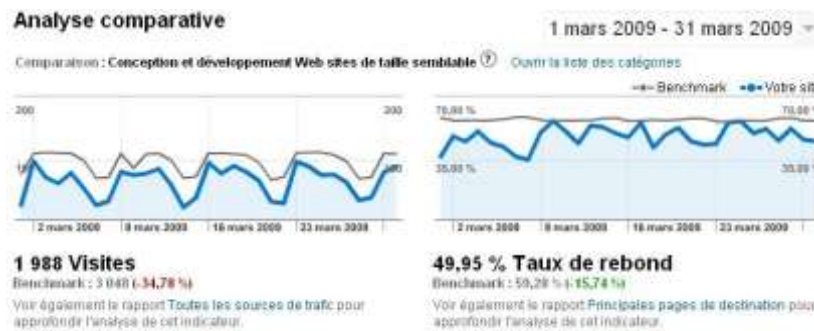 Analyse comparative
1 mars 2009 - 31 mars 2009
Comparaison : Conception et développement Web sites de taille semblable ? Ouvrir la liste des catégories
Benchmark Votre sit
200 200
70,00 % 70,00 %
35,00 % 35,00 %
2 mars 2009 9 mars 2009 16 mars 2009 23 mars 2009
2 mars 2009 9 mars 2009 16 mars 2009 23 mars 2009
1 988 Visites
Benchmark : 3 048 (-34,78 %)
Voir également le rapport Toutes les sources de trafic pour
approfondir l'analyse de cet indicateur.
49,95 % Taux de rebond
Benchmark : 59,28 % (-15,74 %)
Voir également le rapport Principales pages de destination pour
approfondir l'analyse de cet indicateur.